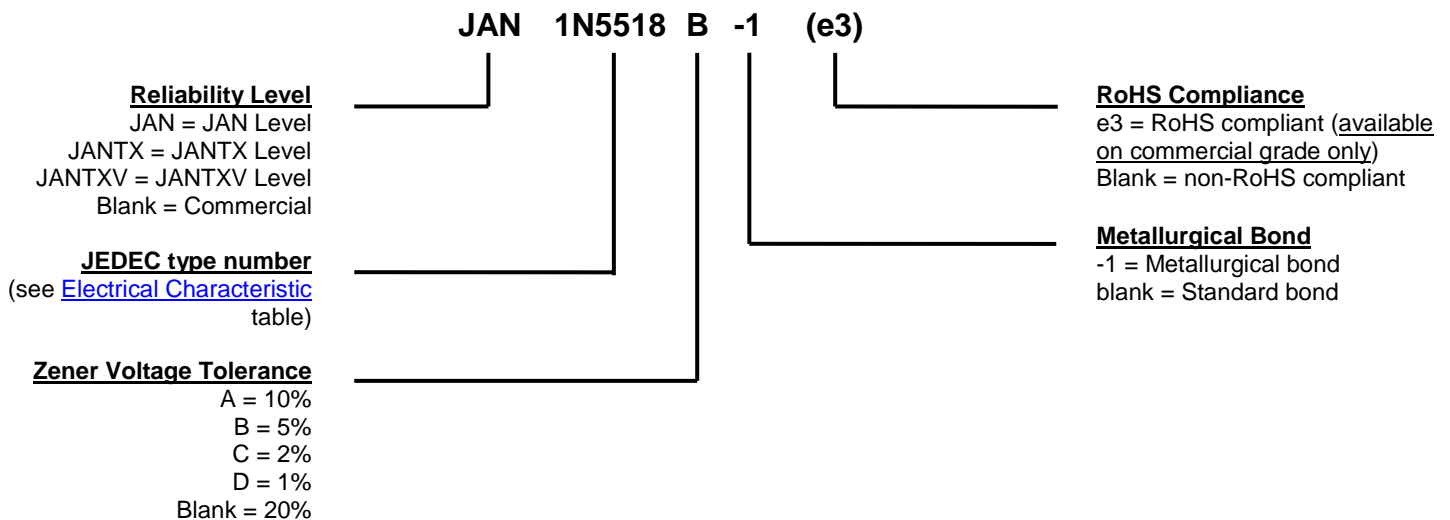 JAN 1N5518 B -1 (e3)
Reliability Level
JAN = JAN Level
JANTX = JANTX Level
JANTXV = JANTXV Level
Blank = Commercial
JEDEC type number
(see Electrical Characteristic
table)
Zener Voltage Tolerance
A = 10%
B = 5%
C = 2%
D = 1%
Blank = 20%
RoHS Compliance
e3 = RoHS compliant (available
on commercial grade only)
Blank = non-RoHS compliant
Metallurgical Bond
-1 = Metallurgical bond
blank = Standard bond